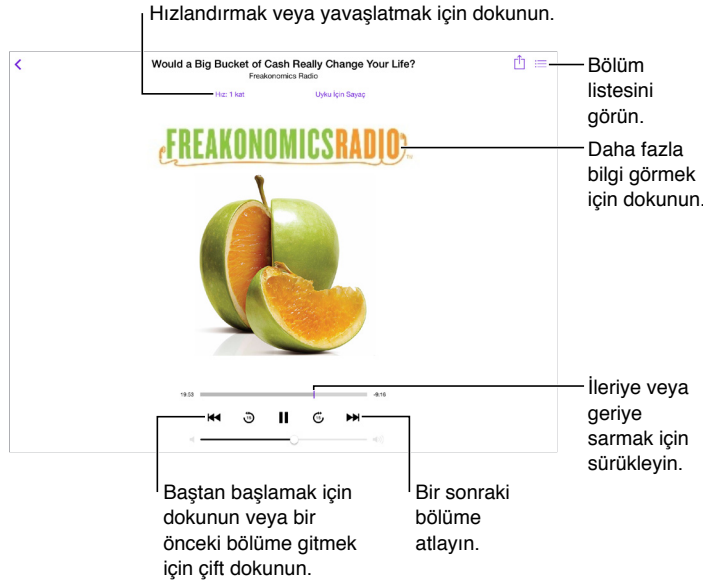 Hızlandırmak veya yavaşlatmak için dokunun.
Would a Big Bucket of Cash Really Change Your Life?
Freakonomics Radio
Hız: 1 kat
Uyku İçin Sayaç
Bölüm
listesini
görün.
FREAKONOMICSRADIO
TM
Daha fazla
bilgi görmek
için dokunun.
19:53
-9:16
15
15
İleriye veya
geriye
sarmak için
sürükleyin.
Baştan başlamak için
dokunun veya bir
önceki bölüme gitmek
için çift dokunun.
Bir sonraki
bölüme
atlayın.